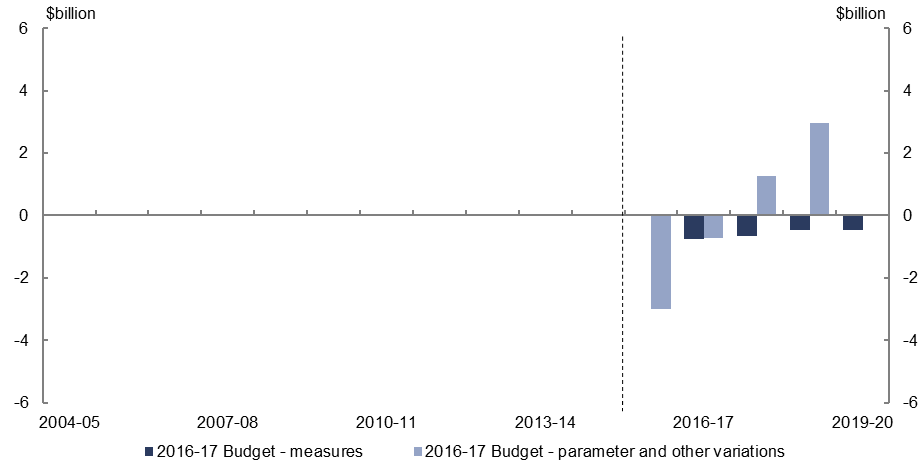 $billion $billion
6 6
4 4
2 2
0 0
-2 -2
-4 -4
-6 -6
2004-05 2007-08 2010-11 2013-14 2016-17 2019-20
2016-17 Budget - measures 2016-17 Budget - parameter and other variations